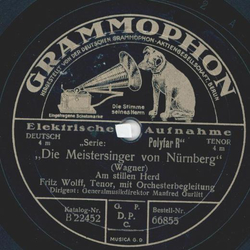 GRAMMOPHON
HERGESTELLT VON DER DEUTSCHEN GRAMMOPHON-AKTIENGESELLSCHAFT, BERLIN
Eingetragene Schutzmarke
Die Stimme
seines Herrn
Elektrische Aufnahme
DEUTSCH „Serie: Polyfar R“ TENOR
4 m 4 m
„Die Meistersinger von Nürnberg“
(Wagner)
Am stillen Herd
Fritz Wolff, Tenor, mit Orchesterbegleitung
Dirigent: Generalmusikdirektor Manfred Gurlitt
Katalog-Nr. G. P. Bestell-Nr.
B 22452 D.P. 66855
C.
MUSICA G.B